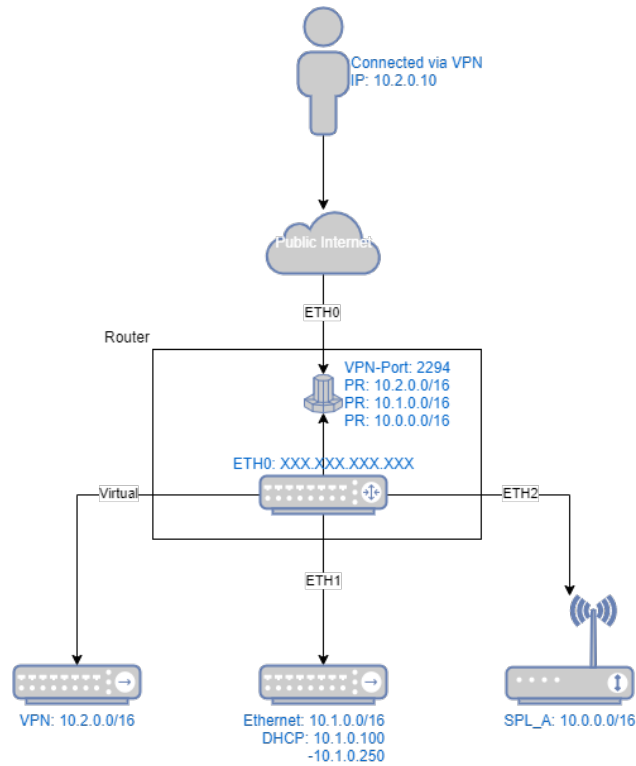 Connected via VPN
IP: 10.2.0.10
Public Internet
ETH0
Router
VPN-Port: 2294
PR: 10.2.0.0/16
PR: 10.1.0.0/16
PR: 10.0.0.0/16
ETH0: XXX.XXX.XXX.XXX
Virtual
ETH2
ETH1
VPN: 10.2.0.0/16
Ethernet: 10.1.0.0/16
DHCP: 10.1.0.100
-10.1.0.250
SPL_A: 10.0.0.0/16